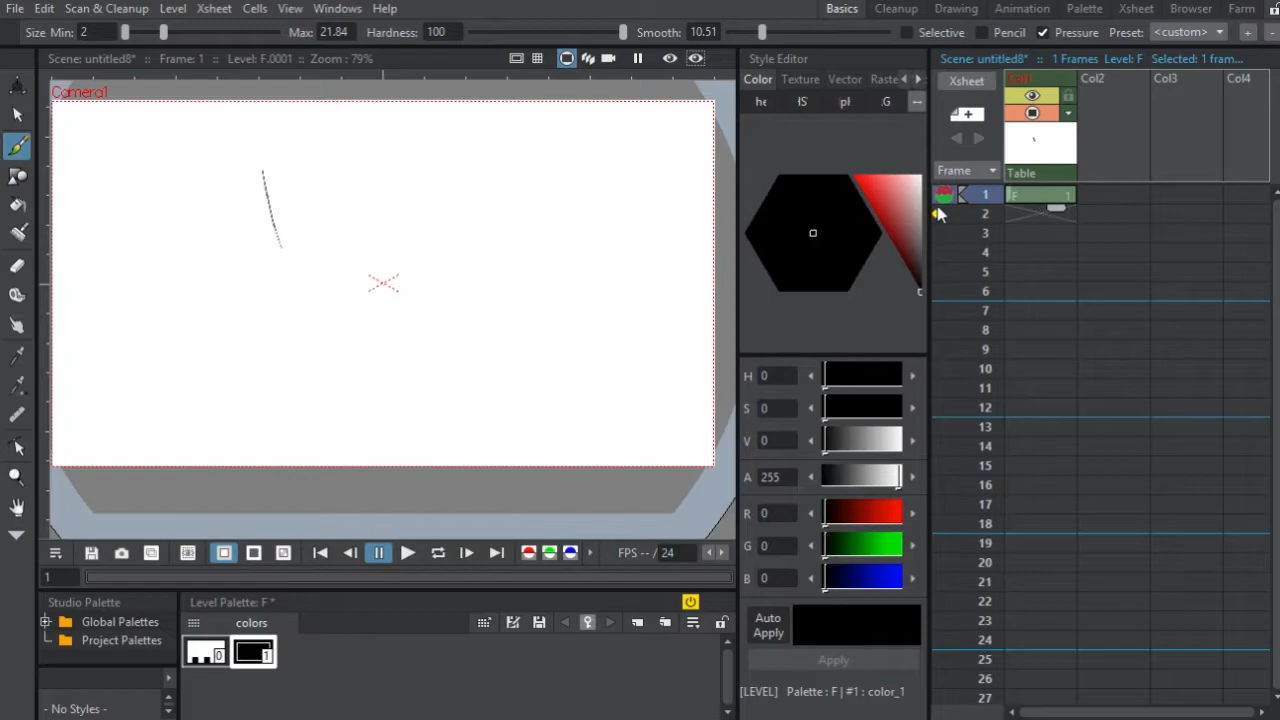 File Edit Scan & Cleanup Level Xsheet Cells View Windows Help Basics Cleanup Drawing Animation Palette Xsheet Browser Farm
Size Min: 2 Max: 21.84 Hardness: 100 Smooth: 10.51 Selective Pencil Pressure Preset: <custom> + -
Scene: untitled8* :: Frame: 1 :: Level: F.0001 :: Zoom : 79%
Style Editor
Scene: untitled8* :: 1 Frames Level: F Selected: 1 fram...
Color Texture Vector Raste
Xsheet Col1 Col2 Col3 Col4
Camera1
Frame Table
1 F 1
2
3
4
5
6
7
8
9
10
11
12
13
14
15
16
17
18
19
20
21
22
23
24
25
26
27
H 0
S 0
V 0
A 255
R 0
G 0
B 0
FPS -- / 24
1
Studio Palette
Global Palettes
Project Palettes
- No Styles -
Level Palette: F *
colors
0 1
Auto Apply
Apply
[LEVEL] Palette : F | #1 : color_1